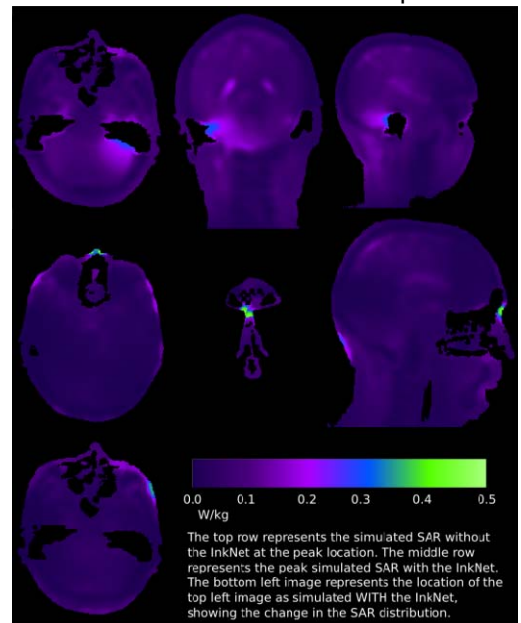 0.0 0.1 0.2 0.3 0.4 0.5
W/kg
The top row represents the simulated SAR without
the InkNet at the peak location. The middle row
represents the peak simulated SAR with the InkNet.
The bottom left image represents the location of the
top left image as simulated WITH the InkNet,
showing the change in the SAR distribution.